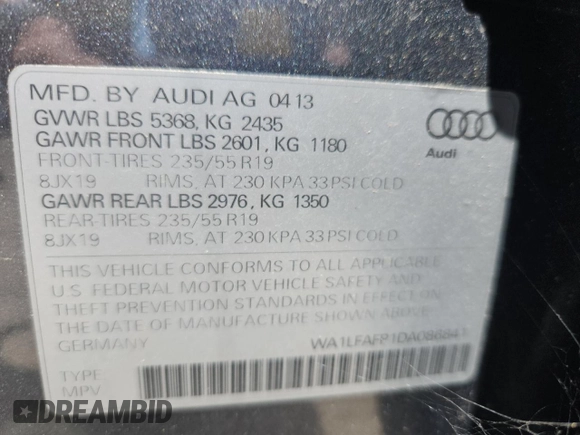 MFD. BY AUDI AG 04 13
GVWR LBS 5368, KG 2435
GAWR FRONT LBS 2601, KG 1180
FRONT-TIRES 235/55 R19
8JX19 RIMS, AT 230 KPA 33 PSI COLD
GAWR REAR LBS 2976, KG 1350
REAR-TIRES 235/55 R19
8JX19 RIMS, AT 230 KPA 33 PSI COLD
Audi
THIS VEHICLE CONFORMS TO ALL APPLICABLE
U.S. FEDERAL MOTOR VEHICLE SAFETY AND
THEFT PREVENTION STANDARDS IN EFFECT ON
THE DATE OF MANUFACTURE SHOWN ABOVE.
GERMANY
TYPE
MPV
DREAMBID